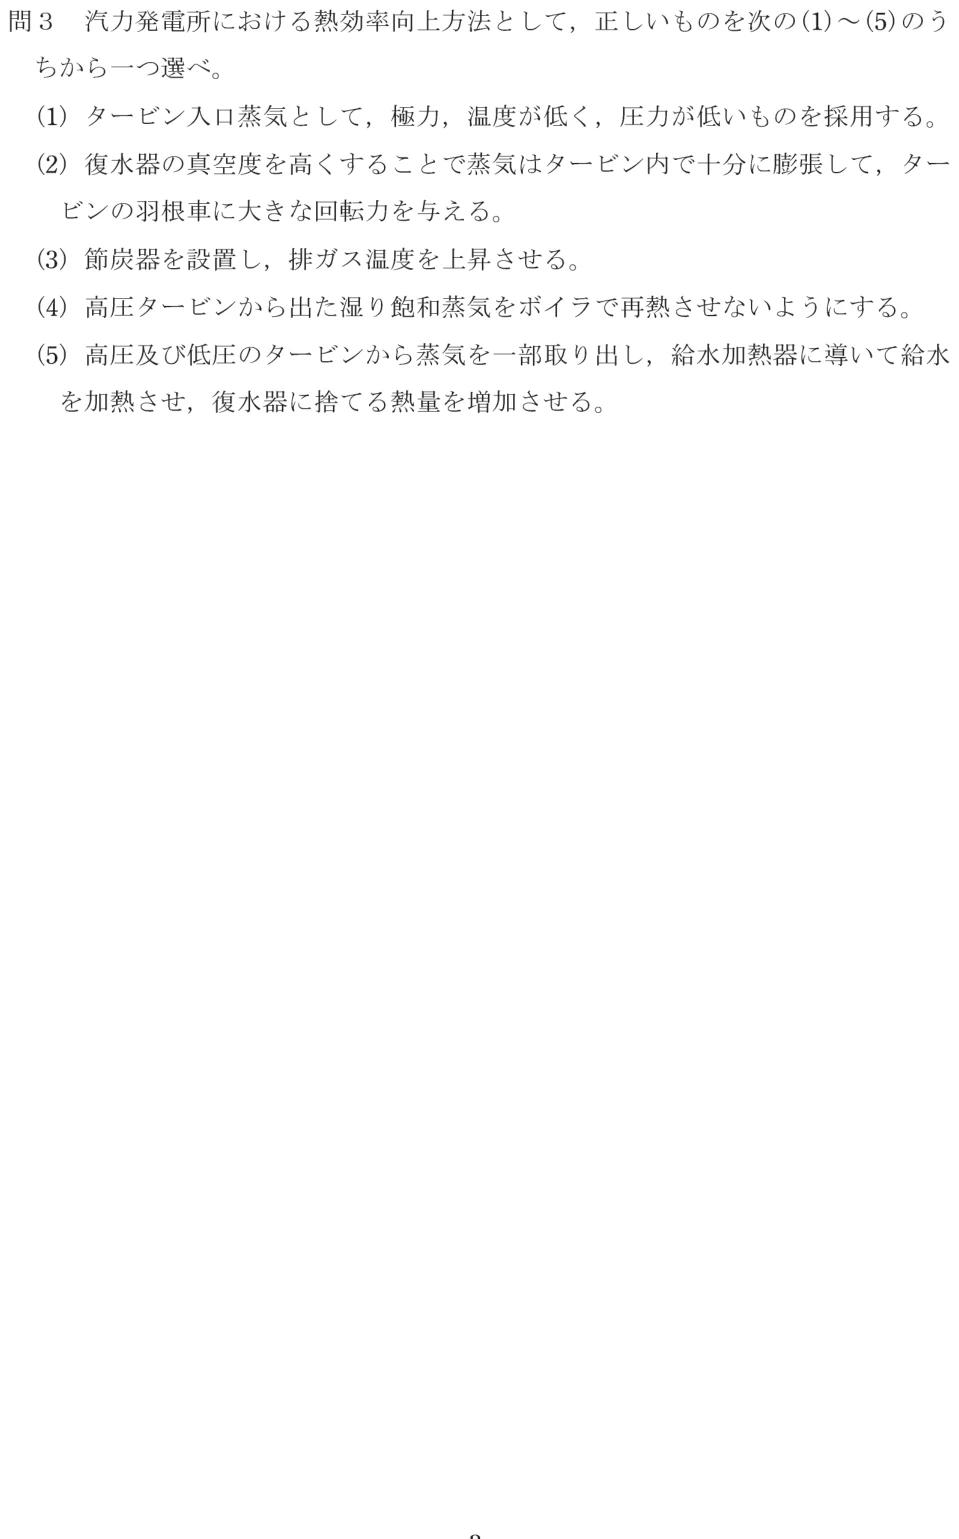 問３　汽力発電所における熱効率向上方法として，正しいものを次の(1)～(5)のう
ちから一つ選べ。
(1) タービン入口蒸気として，極力，温度が低く，圧力が低いものを採用する。
(2) 復水器の真空度を高くすることで蒸気はタービン内で十分に膨張して，ター
ビンの羽根車に大きな回転力を与える。
(3) 節炭器を設置し，排ガス温度を上昇させる。
(4) 高圧タービンから出た湿り飽和蒸気をボイラで再熱させないようにする。
(5) 高圧及び低圧のタービンから蒸気を一部取り出し，給水加熱器に導いて給水
を加熱させ，復水器に捨てる熱量を増加させる。